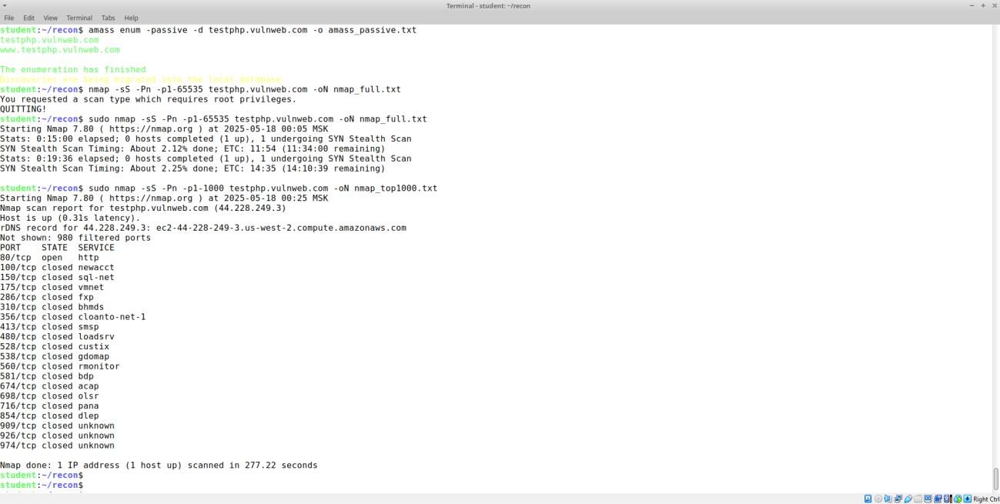 Terminal - student: ~/recon
File Edit View Terminal Tabs Help
student:~/recon$ amass enum -passive -d testphp.vulnweb.com -o amass_passive.txt
testphp.vulnweb.com
www.testphp.vulnweb.com
The enumeration has finished
Discoveries are being migrated into the local database
student:~/recon$ nmap -sS -Pn -p1-65535 testphp.vulnweb.com -oN nmap_full.txt
You requested a scan type which requires root privileges.
QUITTING!
student:~/recon$ sudo nmap -sS -Pn -p1-65535 testphp.vulnweb.com -oN nmap_full.txt
Starting Nmap 7.80 ( https://nmap.org ) at 2025-05-18 00:05 MSK
Stats: 0:15:00 elapsed; 0 hosts completed (1 up), 1 undergoing SYN Stealth Scan
SYN Stealth Scan Timing: About 2.12% done; ETC: 11:54 (11:34:00 remaining)
Stats: 0:19:36 elapsed; 0 hosts completed (1 up), 1 undergoing SYN Stealth Scan
SYN Stealth Scan Timing: About 2.25% done; ETC: 14:35 (14:10:39 remaining)
student:~/recon$ sudo nmap -sS -Pn -p1-1000 testphp.vulnweb.com -oN nmap_top1000.txt
Starting Nmap 7.80 ( https://nmap.org ) at 2025-05-18 00:25 MSK
Nmap scan report for testphp.vulnweb.com (44.228.249.3)
Host is up (0.31s latency).
rDNS record for 44.228.249.3: ec2-44-228-249-3.us-west-2.compute.amazonaws.com
Not shown: 980 filtered ports
PORT    STATE  SERVICE
80/tcp  open   http
100/tcp closed newacct
150/tcp closed sql-net
175/tcp closed vmnet
286/tcp closed fxp
310/tcp closed bhmds
356/tcp closed cloanto-net-1
413/tcp closed smsp
480/tcp closed loadsrv
528/tcp closed custix
538/tcp closed gdomap
560/tcp closed rmonitor
581/tcp closed bdp
674/tcp closed acap
698/tcp closed olsr
716/tcp closed pana
854/tcp closed dlep
909/tcp closed unknown
926/tcp closed unknown
974/tcp closed unknown
Nmap done: 1 IP address (1 host up) scanned in 277.22 seconds
student:~/recon$
student:~/recon$
Right Ctrl